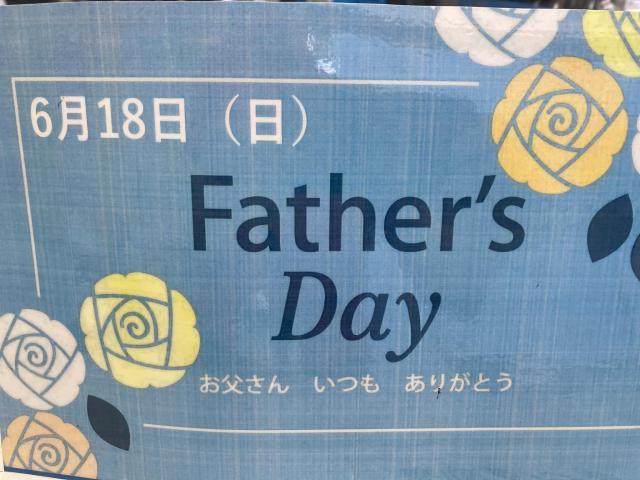 6月18日（日）
Father's
Day
お父さん　いつも　ありがとう